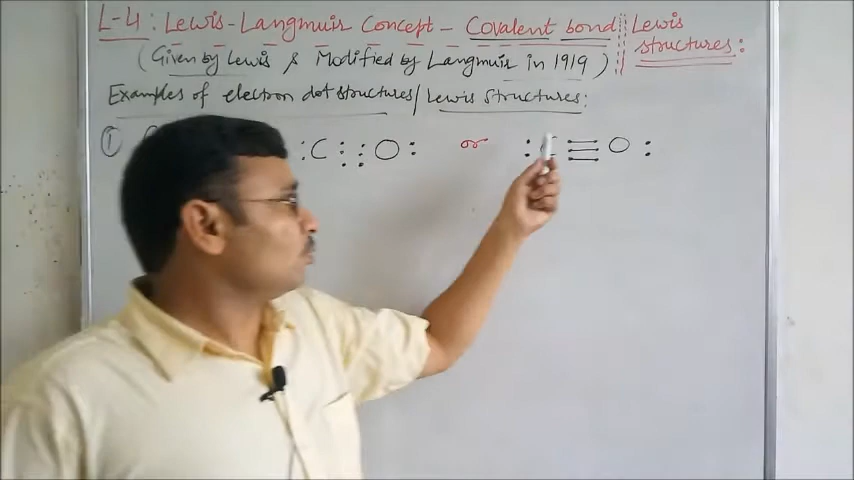 L-4: Lewis-Langmuir Concept - Covalent bond
Lewis structures:
(Given by Lewis & Modified by Langmuir in 1919)
Examples of electron dot structures/Lewis Structures:
① :C::O: or :C≡O: